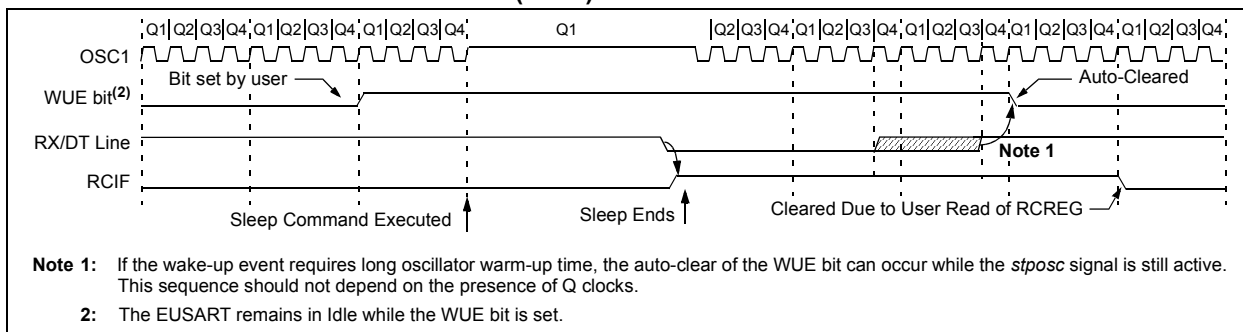 Q1 Q2 Q3 Q4 Q1 Q2 Q3 Q4 Q1 Q2 Q3 Q4 Q1 Q2 Q3 Q4 Q1 Q2 Q3 Q4 Q1 Q2 Q3 Q4 Q1 Q2 Q3 Q4 Q1 Q2 Q3 Q4
OSC1
Bit set by user
Auto-Cleared
WUE bit(2)
RX/DT Line
Note 1
RCIF
Sleep Command Executed
Sleep Ends
Cleared Due to User Read of RCREG
Note 1: If the wake-up event requires long oscillator warm-up time, the auto-clear of the WUE bit can occur while the stposc signal is still active.
This sequence should not depend on the presence of Q clocks.
2: The EUSART remains in Idle while the WUE bit is set.